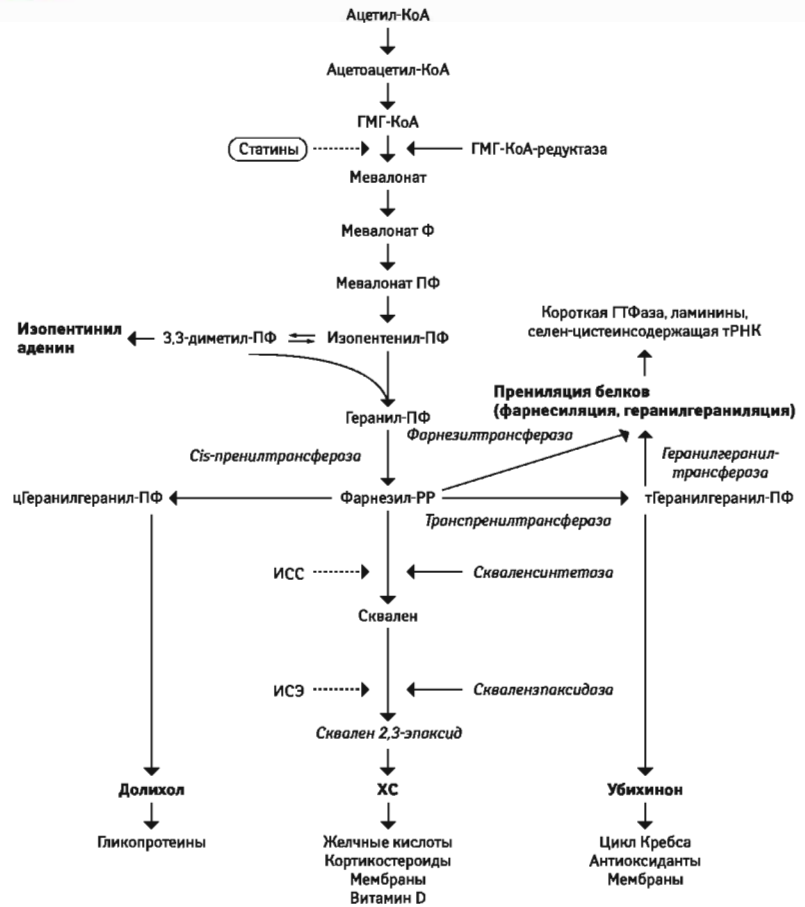 Ацетил-КоА
Ацетоацетил-КоА
ГМГ-КоА
Статины
ГМГ-КоА-редуктаза
Мевалонат
Мевалонат Ф
Мевалонат ПФ
Короткая ГТФаза, ламинины,
селен-цистеинсодержащая тРНК
Изопентинил
аденин
3,3-диметил-ПФ
Изопентенил-ПФ
Прениляция белков
(фарнесиляция, геранилгераниляция)
Геранил-ПФ
Фарнезилтрансфераза
Cis-пренилтрансфераза
Геранилгеранил-
трансфераза
цГеранилгеранил-ПФ
Фарнезил-РР
тГеранилгеранил-ПФ
Транспренилтрансфераза
ИСС
Скваленсинтетаза
Сквален
ИСЭ
Скваленэпаксидаза
Сквален 2,3-эпаксид
Долихол
ХС
Убихинон
Гликопротеины
Желчные кислоты
Кортикостероиды
Мембраны
Витамин D
Цикл Кребса
Антиоксиданты
Мембраны